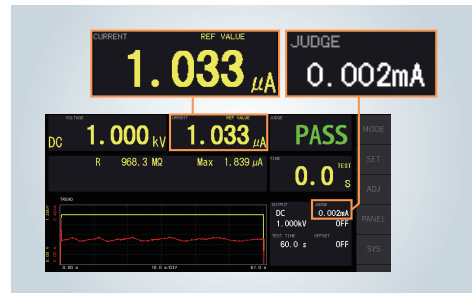 CURRENT REF VALUE
1.033 μA
JUDGE
0.002mA
VOLTAGE
DC 1.000 kV
CURRENT REF VALUE
1.033 μA
JUDGE
PASS
R 968.3 MΩ Max 1.839 μA
TIME TEST
0.0 s
MODE
SET
ADJ
PANEL
SYS
TREND
0.00 s 10.0 s/DIV 61.0 s
OUTPUT JUDGE
DC 0.002mA
1.000kV OFF
TEST TIME OFFSET
60.0 s OFF